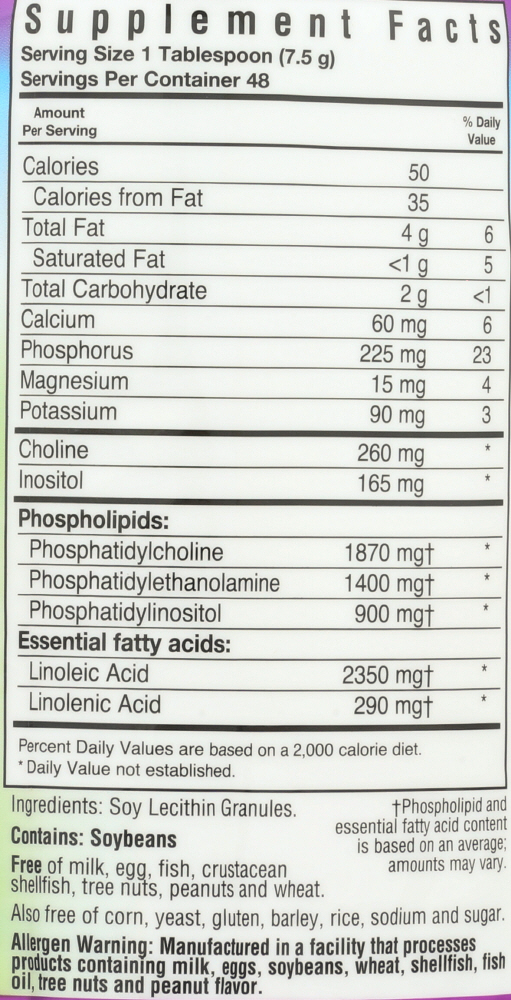 Supplement Facts
Serving Size 1 Tablespoon (7.5 g)
Servings Per Container 48
Amount Per Serving % Daily Value
Calories 50
Calories from Fat 35
Total Fat 4 g 6
Saturated Fat <1 g 5
Total Carbohydrate 2 g <1
Calcium 60 mg 6
Phosphorus 225 mg 23
Magnesium 15 mg 4
Potassium 90 mg 3
Choline 260 mg *
Inositol 165 mg *
Phospholipids:
Phosphatidylcholine 1870 mg† *
Phosphatidylethanolamine 1400 mg† *
Phosphatidylinositol 900 mg† *
Essential fatty acids:
Linoleic Acid 2350 mg† *
Linolenic Acid 290 mg† *
Percent Daily Values are based on a 2,000 calorie diet.
* Daily Value not established.
Ingredients: Soy Lecithin Granules.
Contains: Soybeans
Free of milk, egg, fish, crustacean
shellfish, tree nuts, peanuts and wheat.
†Phospholipid and
essential fatty acid content
is based on an average;
amounts may vary.
Also free of corn, yeast, gluten, barley, rice, sodium and sugar.
Allergen Warning: Manufactured in a facility that processes
products containing milk, eggs, soybeans, wheat, shellfish, fish
oil, tree nuts and peanut flavor.